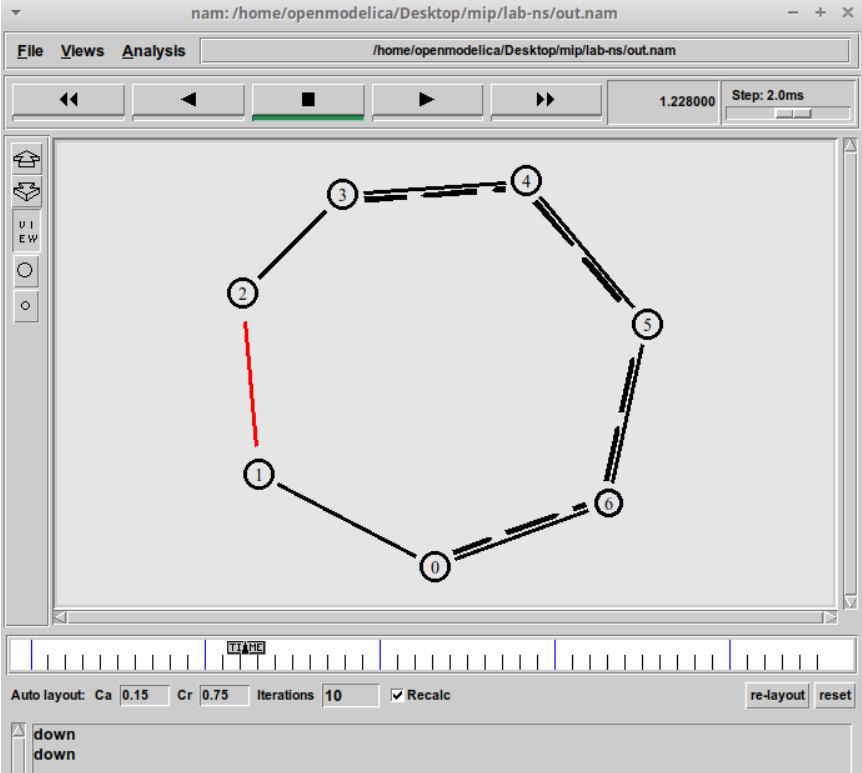 nam: /home/openmodelica/Desktop/mip/lab-ns/out.nam
File Views Analysis /home/openmodelica/Desktop/mip/lab-ns/out.nam
1.228000 Step: 2.0ms
V I
E W
3
4
2
5
1
6
0
TIME
Auto layout: Ca 0.15 Cr 0.75 Iterations 10 Recalc re-layout reset
down
down